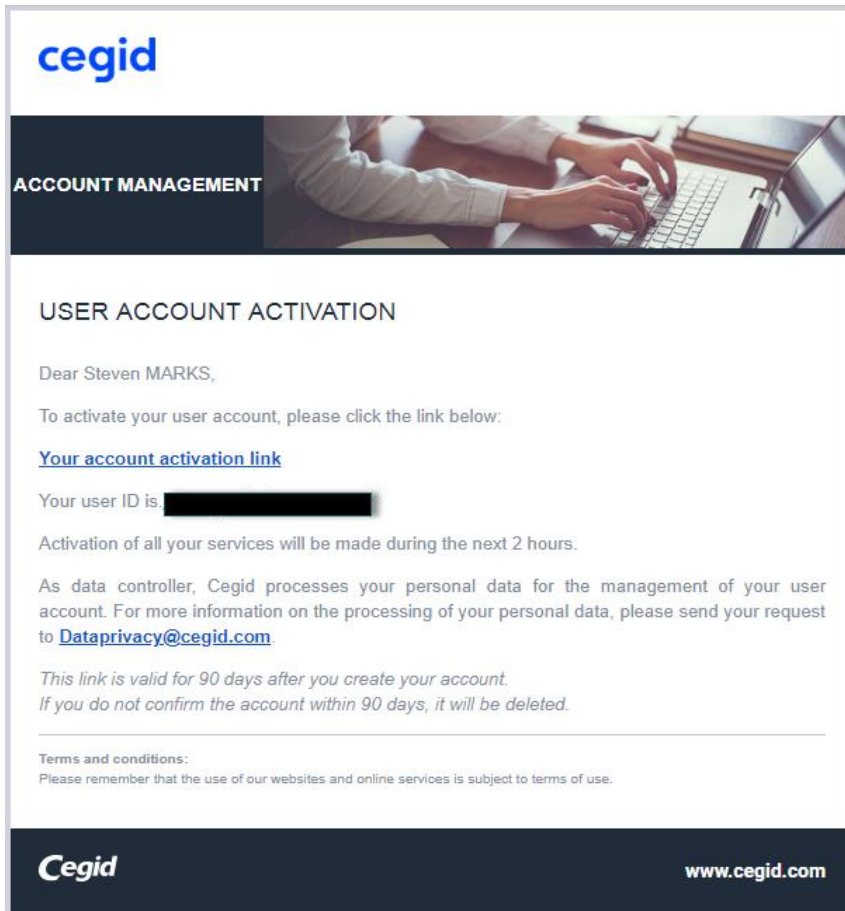 cegid
ACCOUNT MANAGEMENT
USER ACCOUNT ACTIVATION
Dear Steven MARKS,
To activate your user account, please click the link below:
Your account activation link
Your user ID is.
Activation of all your services will be made during the next 2 hours.
As data controller, Cegid processes your personal data for the management of your user
account. For more information on the processing of your personal data, please send your request
to Dataprivacy@cegid.com.
This link is valid for 90 days after you create your account.
If you do not confirm the account within 90 days, it will be deleted.
Terms and conditions:
Please remember that the use of our websites and online services is subject to terms of use.
Cegid
www.cegid.com